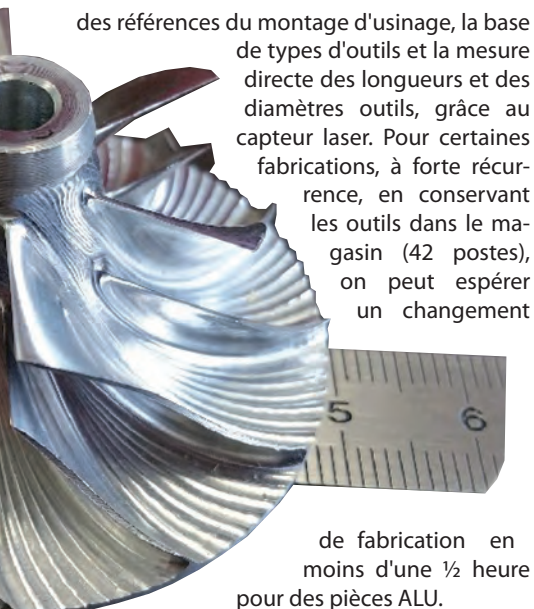 des références du montage d'usinage, la base
de types d'outils et la mesure
directe des longueurs et des
diamètres outils, grâce au
capteur laser. Pour certaines
fabrications, à forte récur-
rence, en conservant
les outils dans le ma-
gasin (42 postes),
on peut espérer
un changement
5 6
de fabrication en
moins d'une ½ heure
pour des pièces ALU.